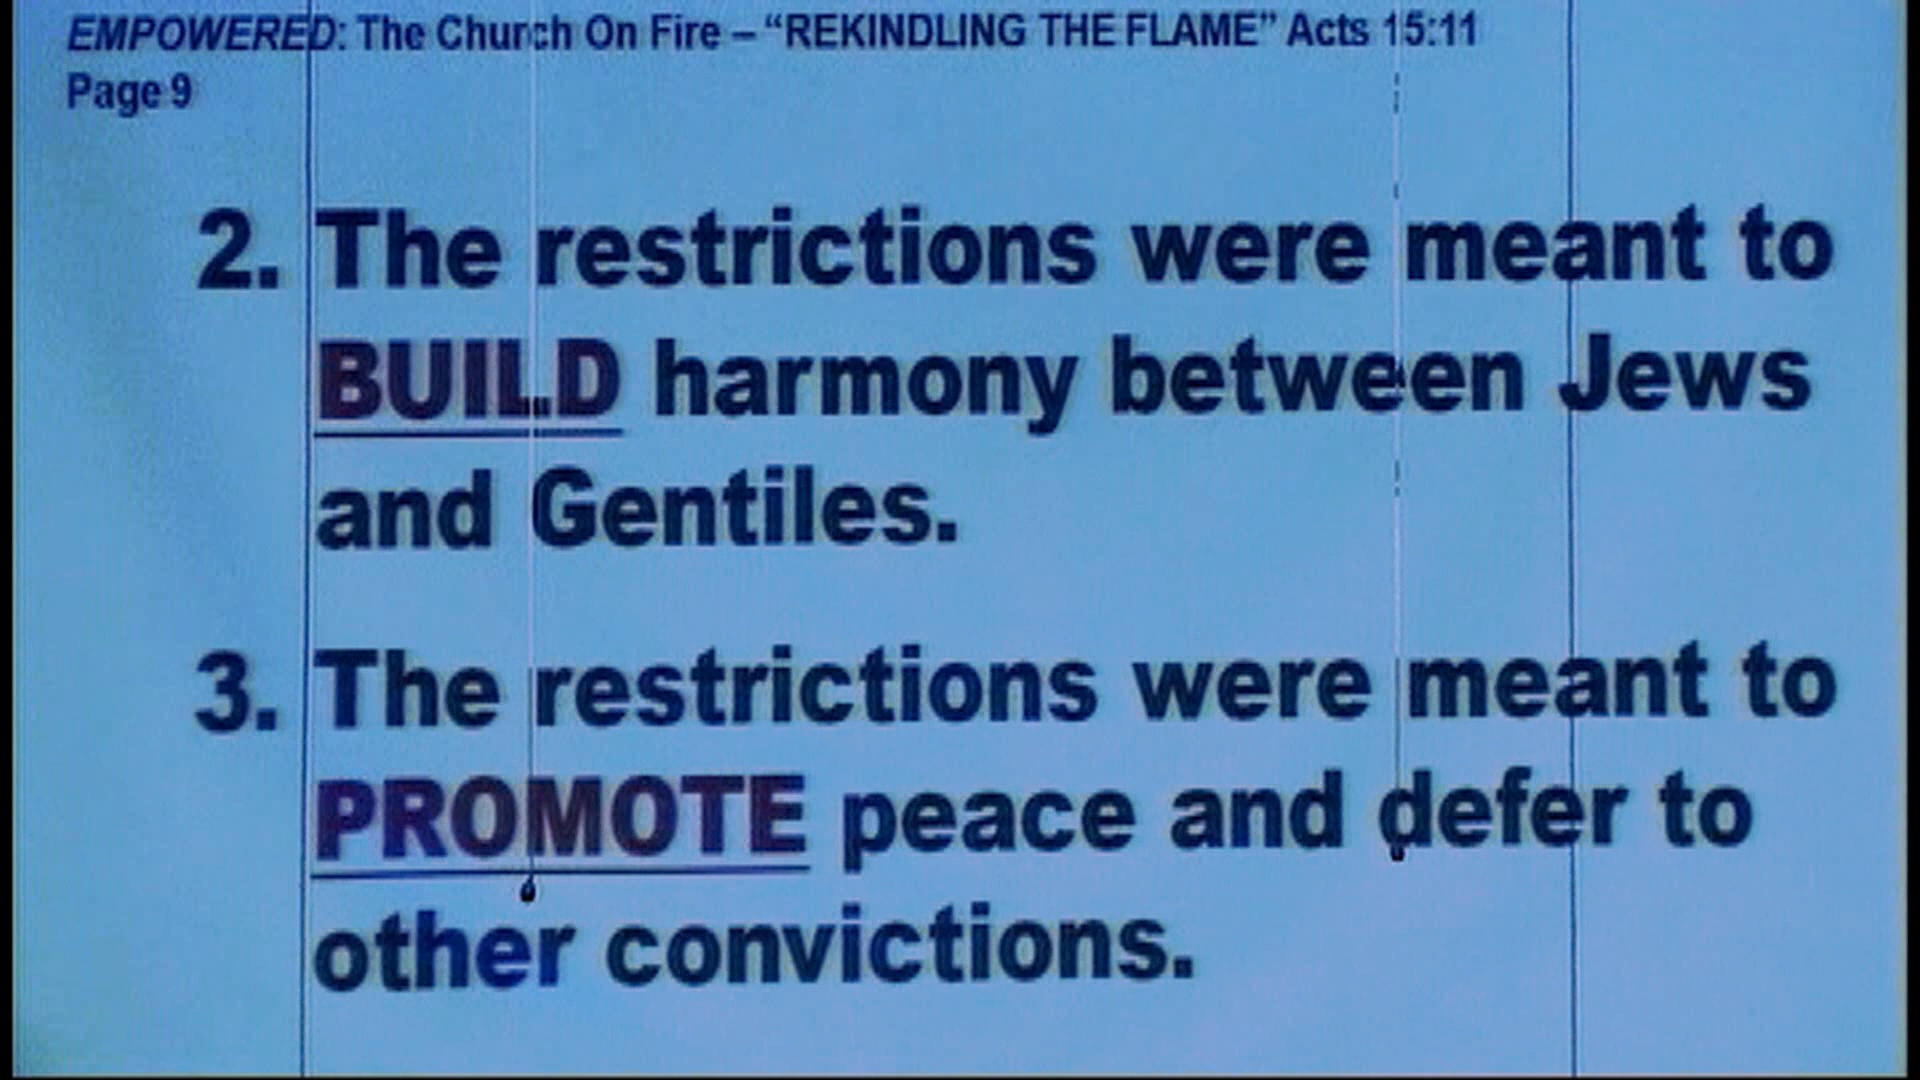 EMPOWERED: The Church On Fire – “REKINDLING THE FLAME” Acts 15:11
Page 9
2. The restrictions were meant to
BUILD harmony between Jews
and Gentiles.
3. The restrictions were meant to
PROMOTE peace and defer to
other convictions.